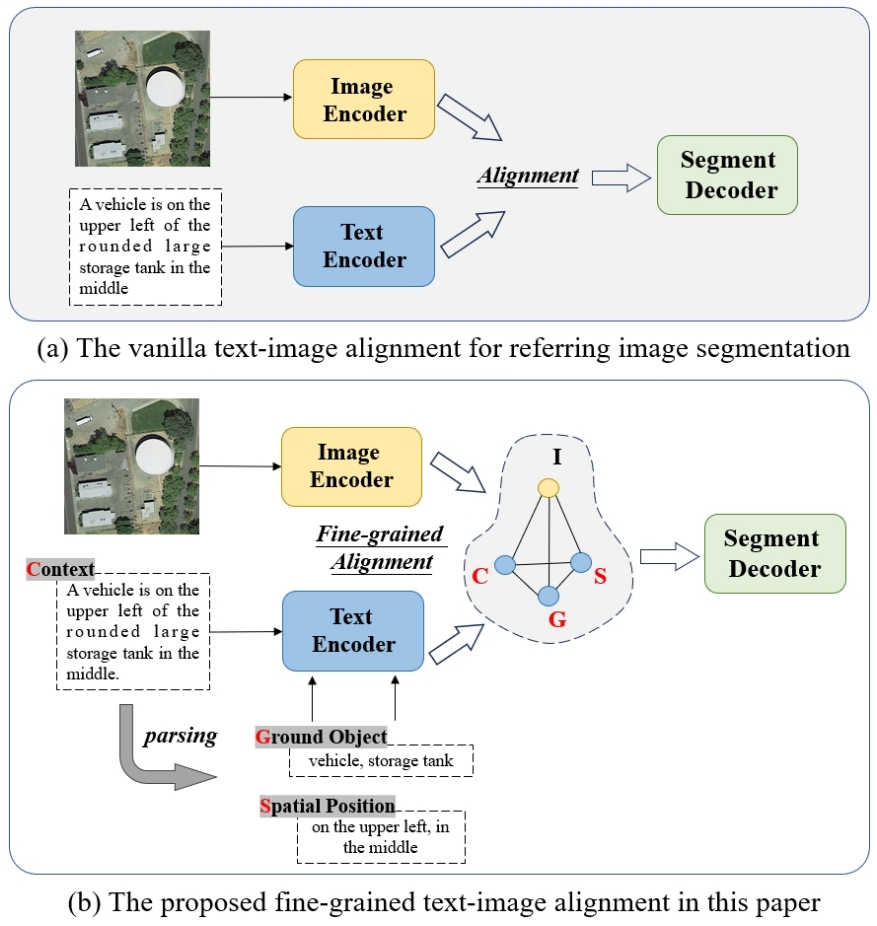 Image
Encoder
A vehicle is on the
upper left of the
rounded large
storage tank in the
middle
Text
Encoder
Alignment
Segment
Decoder
(a) The vanilla text-image alignment for referring image segmentation
Image
Encoder
Fine-grained
Alignment
Context
A vehicle is on the
upper left of the
rounded large
storage tank in the
middle.
Text
Encoder
I
C
S
G
Segment
Decoder
parsing
Ground Object
vehicle, storage tank
Spatial Position
on the upper left, in
the middle
(b) The proposed fine-grained text-image alignment in this paper